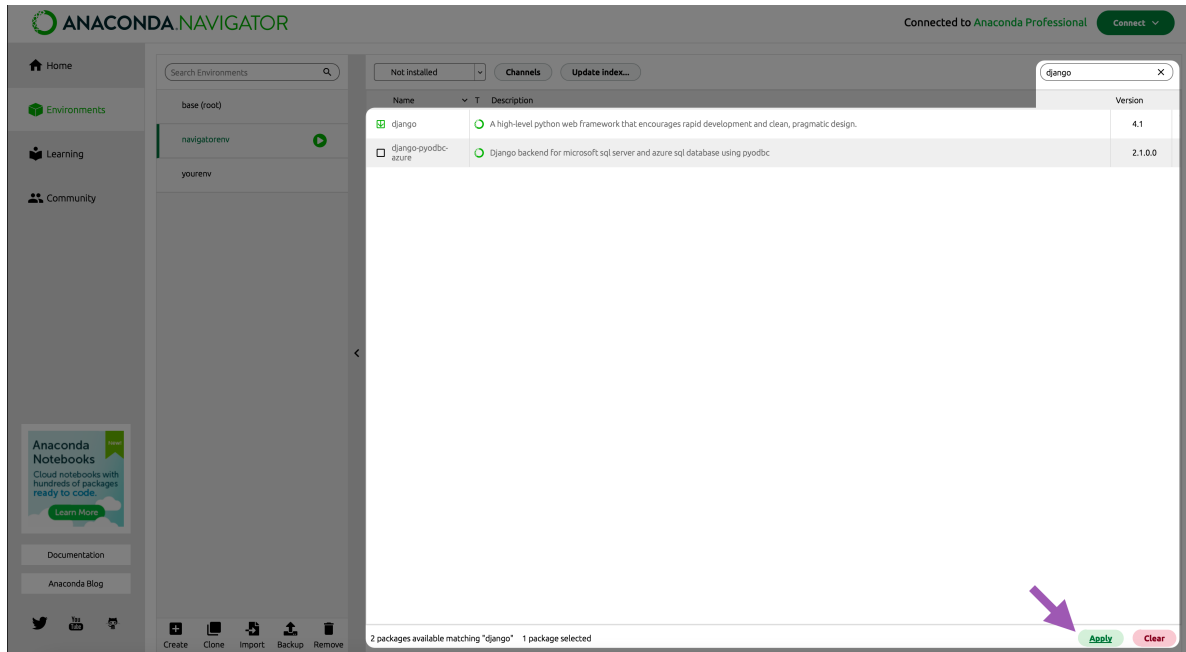 ANACONDA.NAVIGATOR
Connected to Anaconda Professional
Connect
Home
Environments
Learning
Community
Anaconda
Notebooks
Cloud notebooks with
hundreds of packages
ready to code.
Learn More
Documentation
Anaconda Blog
You
Tube
Search Environments
base (root)
navigatorenv
yourenv
Create Clone Import Backup Remove
Not installed
Channels
Update index...
django
Name T Description Version
django A high-level python web framework that encourages rapid development and clean, pragmatic design. 4.1
django-pyodbc-
azure
Django backend for microsoft sql server and azure sql database using pyodbc 2.1.0.0
2 packages available matching "django" 1 package selected
Apply
Clear